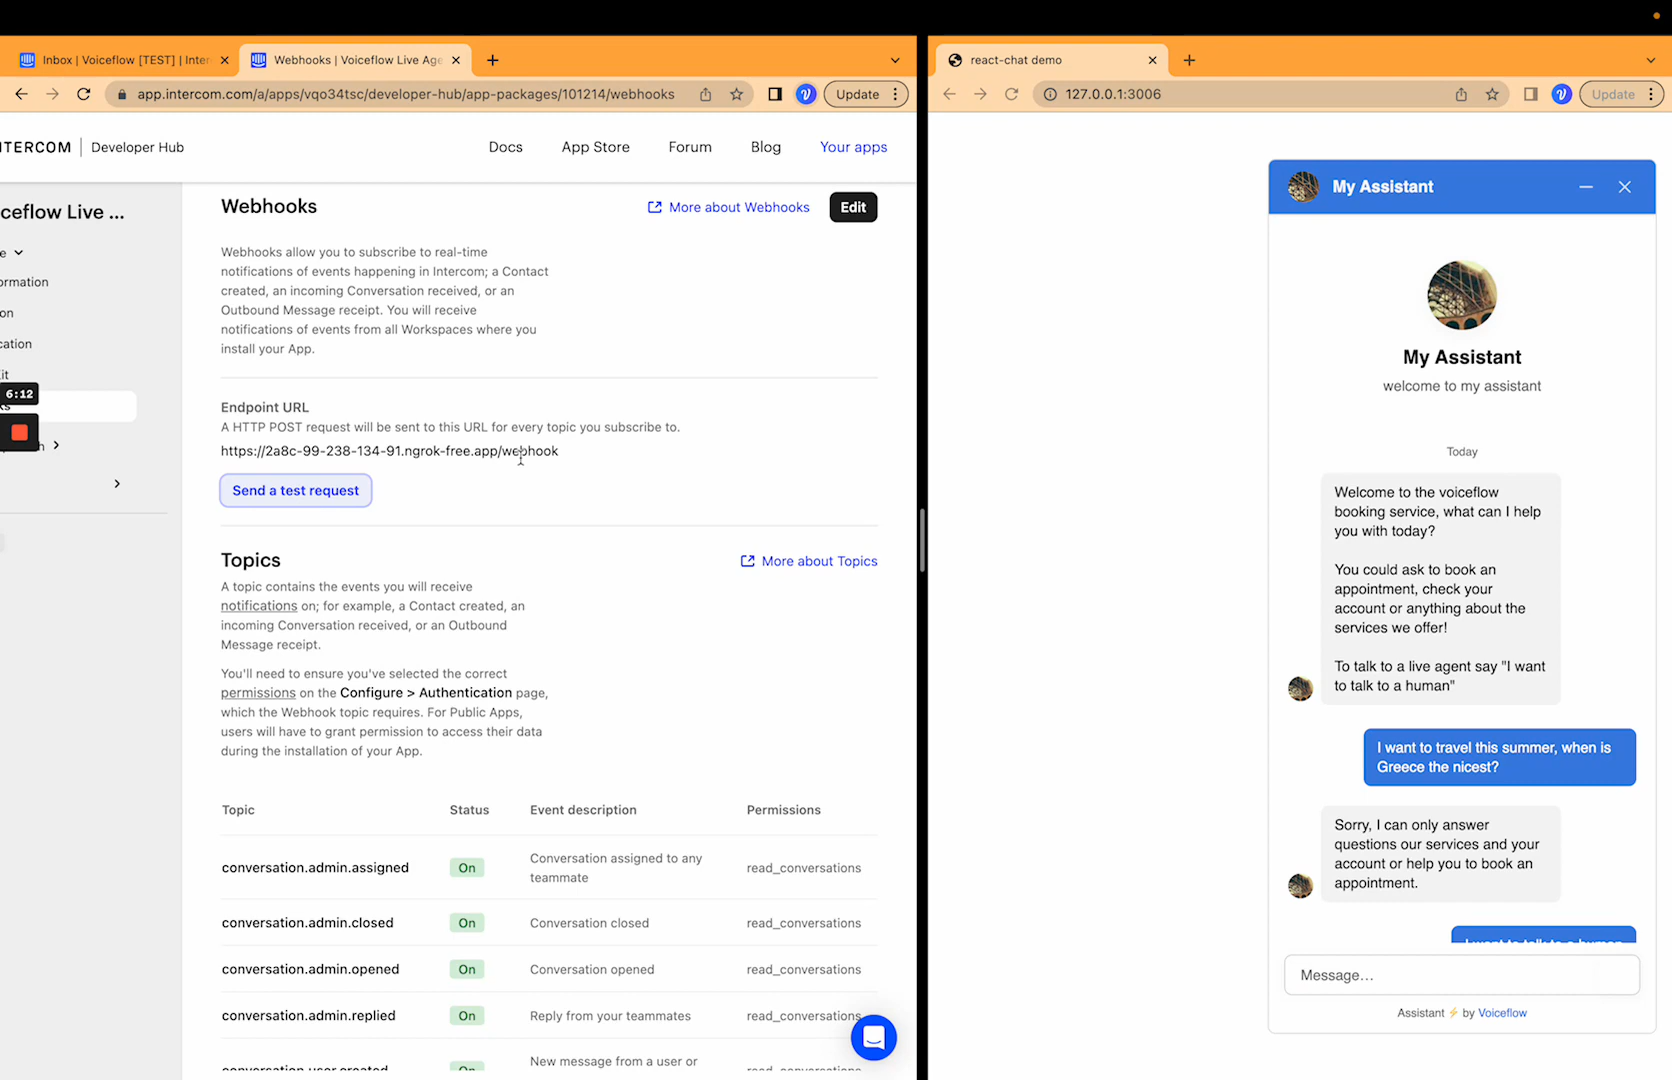 Inbox | Voiceflow [TEST] | Inter
Webhooks | Voiceflow Live Age
react-chat demo
app.intercom.com/a/apps/vqo34tsc/developer-hub/app-packages/101214/webhooks
Update
127.0.0.1:3006
Update
NTERCOM | Developer Hub
Docs
App Store
Forum
Blog
Your apps
ceflow Live ...
e
ormation
on
cation
it
6:12
ks
h
Webhooks
More about Webhooks
Edit
Webhooks allow you to subscribe to real-time
notifications of events happening in Intercom; a Contact
created, an incoming Conversation received, or an
Outbound Message receipt. You will receive
notifications of events from all Workspaces where you
install your App.
Endpoint URL
A HTTP POST request will be sent to this URL for every topic you subscribe to.
https://2a8c-99-238-134-91.ngrok-free.app/webhook
Send a test request
Topics
More about Topics
A topic contains the events you will receive
notifications on; for example, a Contact created, an
incoming Conversation received, or an Outbound
Message receipt.
You'll need to ensure you've selected the correct
permissions on the Configure > Authentication page,
which the Webhook topic requires. For Public Apps,
users will have to grant permission to access their data
during the installation of your App.
Topic Status Event description Permissions
conversation.admin.assigned On Conversation assigned to any teammate read_conversations
conversation.admin.closed On Conversation closed read_conversations
conversation.admin.opened On Conversation opened read_conversations
conversation.admin.replied On Reply from your teammates read_conversations
conversation.user.created On New message from a user or read_conversations
My Assistant
My Assistant
welcome to my assistant
Today
Welcome to the voiceflow
booking service, what can I help
you with today?
You could ask to book an
appointment, check your
account or anything about the
services we offer!
To talk to a live agent say "I want
to talk to a human"
I want to travel this summer, when is
Greece the nicest?
Sorry, I can only answer
questions our services and your
account or help you to book an
appointment.
I want to talk to a human
Message...
Assistant ⚡ by Voiceflow